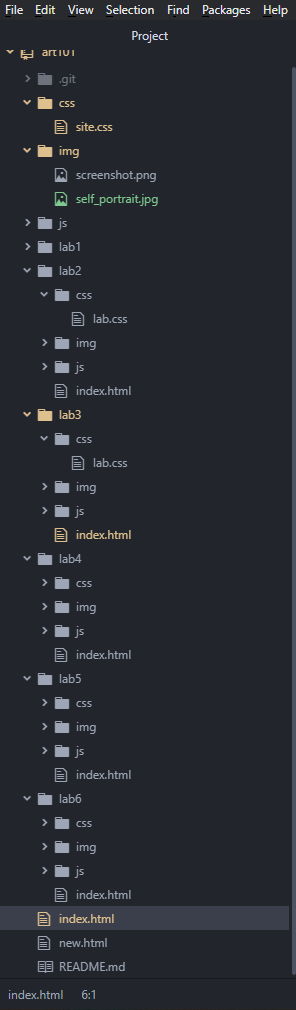 File Edit View Selection Find Packages Help
Project
art101
.git
css
site.css
img
screenshot.png
self_portrait.jpg
js
lab1
lab2
css
lab.css
img
js
index.html
lab3
css
lab.css
img
js
index.html
lab4
css
img
js
index.html
lab5
css
img
js
index.html
lab6
css
img
js
index.html
index.html
new.html
README.md
index.html 6:1